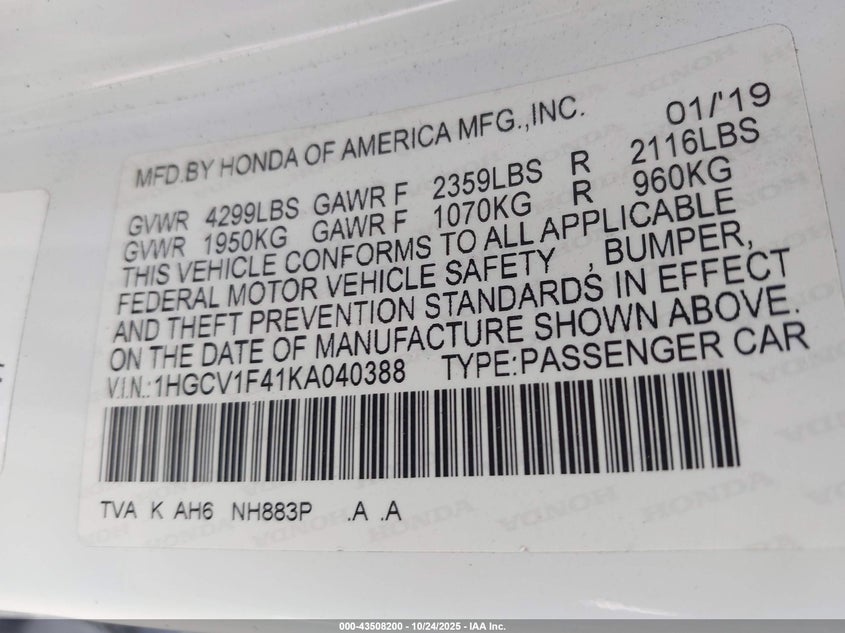 MFD.BY HONDA OF AMERICA MFG.,INC. 01/'19
GVWR 4299LBS GAWR F 2359LBS R 2116LBS
GVWR 1950KG GAWR F 1070KG R 960KG
THIS VEHICLE CONFORMS TO ALL APPLICABLE
FEDERAL MOTOR VEHICLE SAFETY , BUMPER,
AND THEFT PREVENTION STANDARDS IN EFFECT
ON THE DATE OF MANUFACTURE SHOWN ABOVE.
V.I.N.:1HGCV1F41KA040388 TYPE:PASSENGER CAR
TVA K AH6 NH883P .A .A
000-43508200 - 10/24/2025 - IAA Inc.